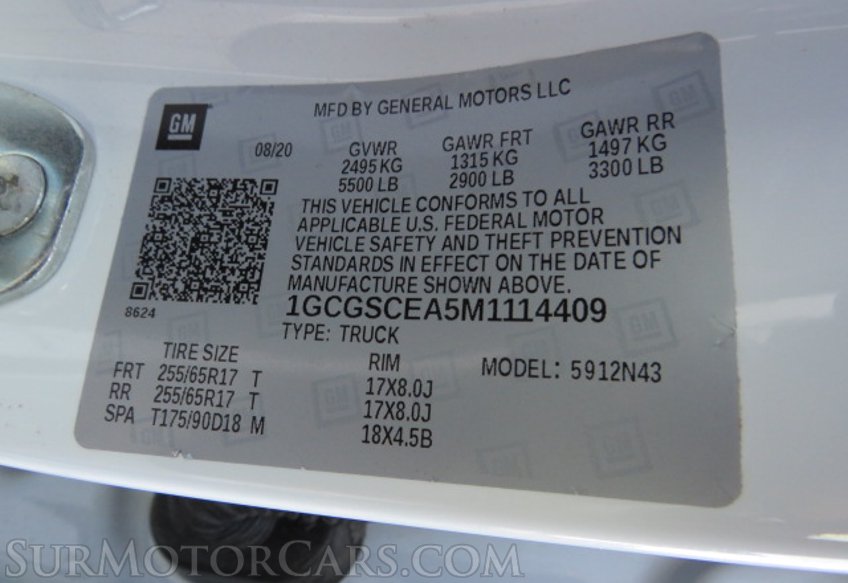 GM
MFD BY GENERAL MOTORS LLC
08/20 GVWR GAWR FRT GAWR RR
2495 KG 1315 KG 1497 KG
5500 LB 2900 LB 3300 LB
THIS VEHICLE CONFORMS TO ALL
APPLICABLE U.S. FEDERAL MOTOR
VEHICLE SAFETY AND THEFT PREVENTION
STANDARDS IN EFFECT ON THE DATE OF
MANUFACTURE SHOWN ABOVE.
8624
1GCGSCEA5M1114409
TYPE: TRUCK
TIRE SIZE RIM MODEL: 5912N43
FRT 255/65R17 T 17X8.0J
RR 255/65R17 T 17X8.0J
SPA T175/90D18 M 18X4.5B
SURMOTORCARS.COM